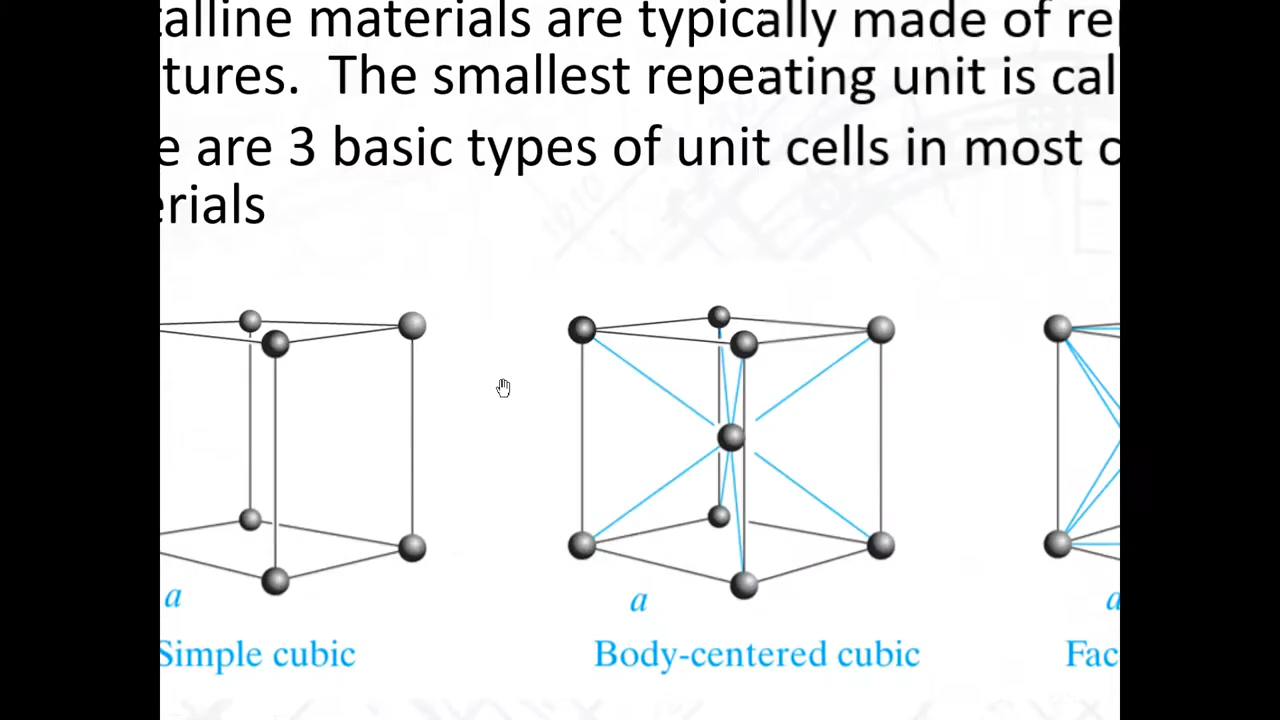 talline materials are typically made of re
tures. The smallest repeating unit is cal
e are 3 basic types of unit cells in most c
erials
a
a
a
Simple cubic
Body-centered cubic
Fac